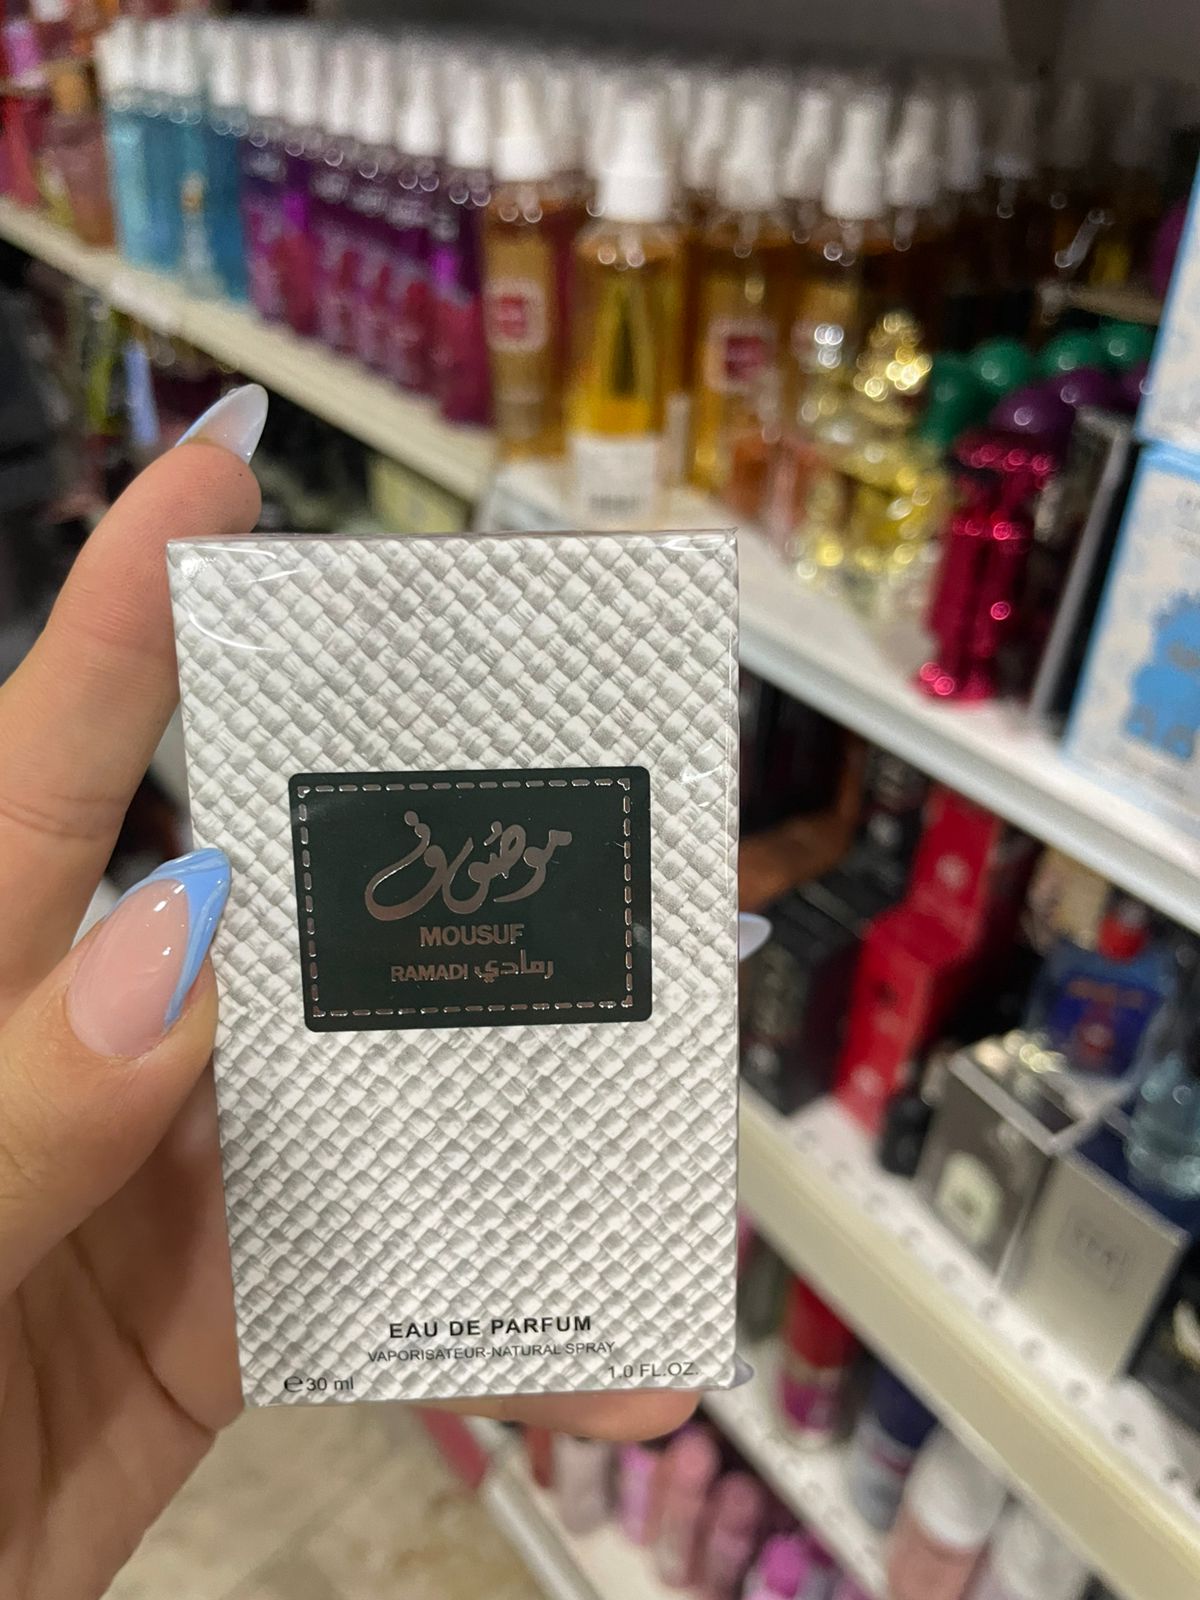 موصوف
MOUSUF
RAMADI رمادي
EAU DE PARFUM
VAPORISATEUR-NATURAL SPRAY
℮30 ml 1.0 FL.OZ.